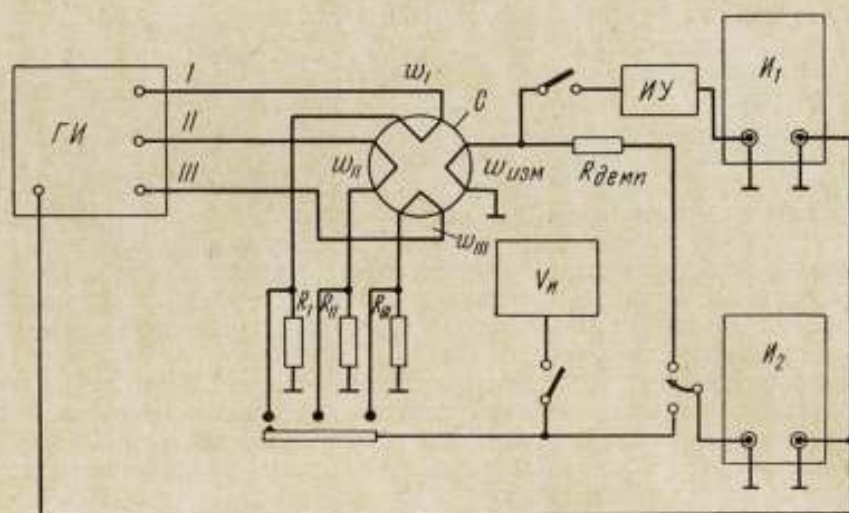 ГИ
I
II
III
w_I
C
w_II
w_изм
w_III
R_I
R_II
R_III
ИУ
R_демп
V_и
И_1
И_2